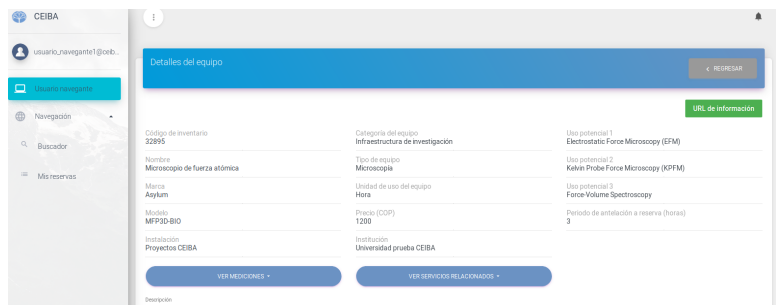 CEIBA
usuario_navegante1@ceib..
Usuario navegante
Navegación
Buscador
Mis reservas
Detalles del equipo
REGRESAR
URL de información
Código de inventario
32895
Categoría del equipo
Infraestructura de investigación
Uso potencial 1
Electrostatic Force Microscopy (EFM)
Nombre
Microscopio de fuerza atómica
Tipo de equipo
Microscopía
Uso potencial 2
Kelvin Probe Force Microscopy (KPFM)
Marca
Asylum
Unidad de uso del equipo
Hora
Uso potencial 3
Force-Volume Spectroscopy
Modelo
MFP3D-BIO
Precio (COP)
1200
Periodo de antelación a reserva (horas)
3
Instalación
Proyectos CEIBA
Institución
Universidad prueba CEIBA
VER MEDICIONES
VER SERVICIOS RELACIONADOS
Descripción